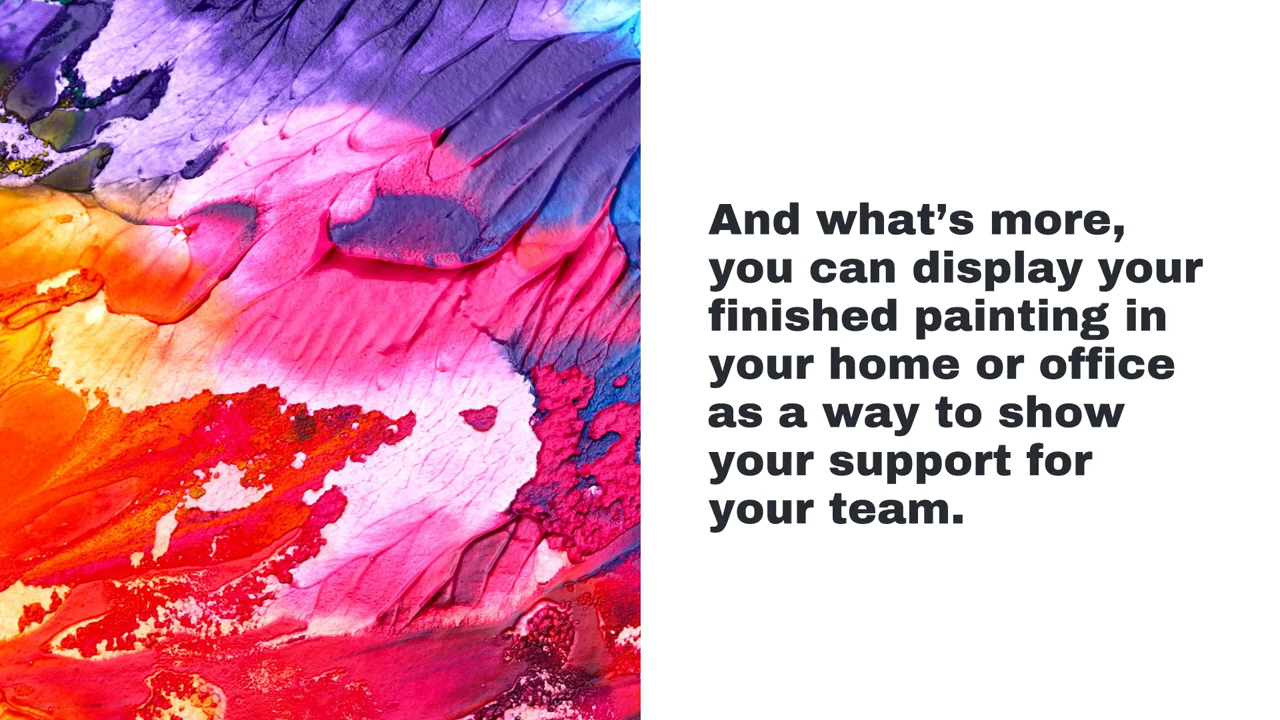 And what’s more,
you can display your
finished painting in
your home or office
as a way to show
your support for
your team.